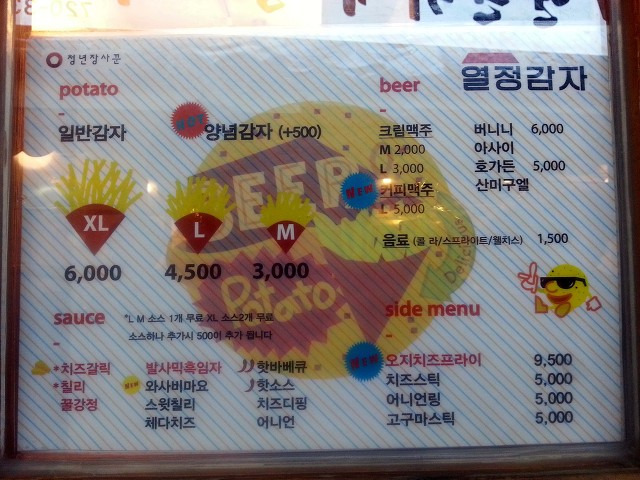 청년장사꾼
열정감자
potato
일반감자
양념감자 (+500)
XL
L
M
6,000
4,500
3,000
beer
크림맥주
M 2,000
L 3,000
NEW
커피맥주
L 5,000
버니니 6,000
아사이
호가든 5,000
산미구엘
음료 (콜 라/스프라이트/웰치스) 1,500
BEER
Potato
sauce
*L M 소스 1개 무료 XL 소스2개 무료
소스하나 추가시 500이 추가 됩니다
*치즈갈릭
*칠리
꿀강정
발사믹흑임자
NEW 와사비마요
스윗칠리
체다치즈
핫바베큐
핫소스
치즈디핑
어니언
side menu
NEW
오지치즈프라이 9,500
치즈스틱 5,000
어니언링 5,000
고구마스틱 5,000